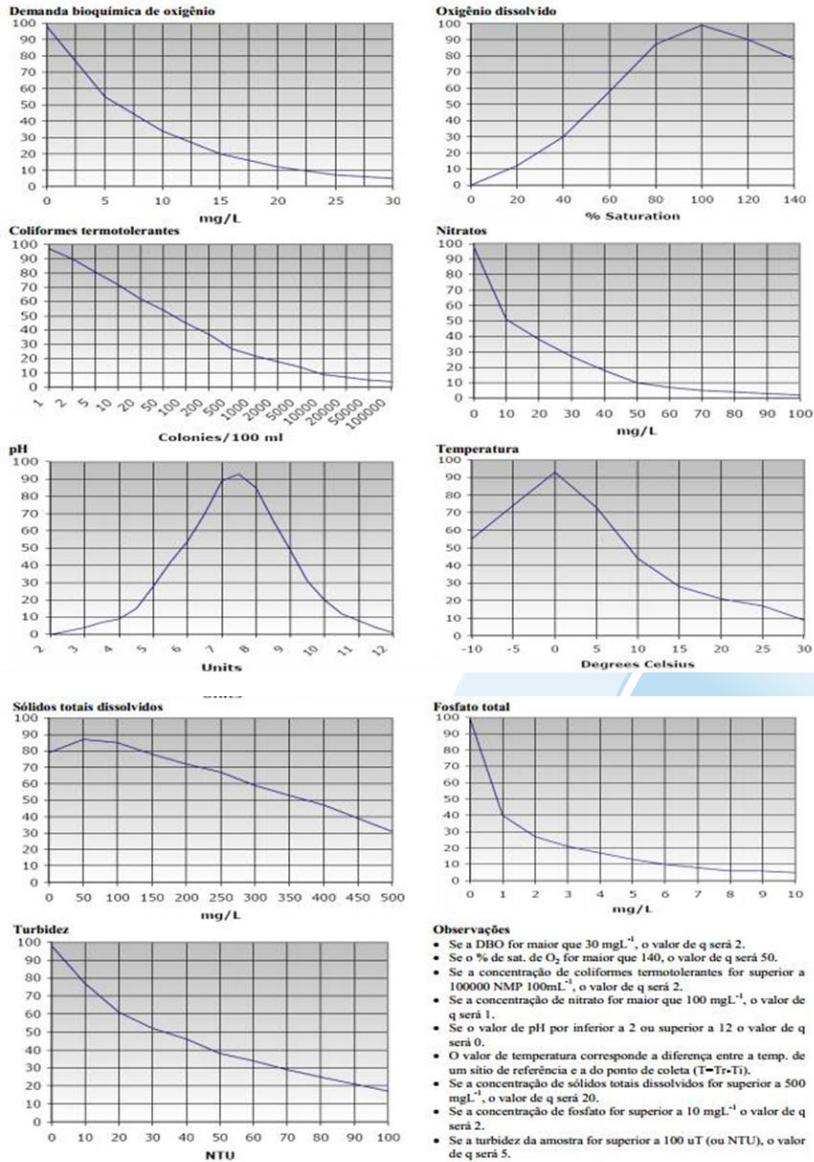 Demanda bioquímica de oxigênio
100
90
80
70
60
50
40
30
20
10
0
0 5 10 15 20 25 30
mg/L
Oxigênio dissolvido
100
90
80
70
60
50
40
30
20
10
0
0 20 40 60 80 100 120 140
% Saturation
Coliformes termotolerantes
100
90
80
70
60
50
40
30
20
10
0
1 2 5 10 20 50 100 200 500 1000 2000 5000 10000 20000 50000 100000
Colonies/100 ml
Nitratos
100
90
80
70
60
50
40
30
20
10
0
0 10 20 30 40 50 60 70 80 90 100
mg/L
pH
100
90
80
70
60
50
40
30
20
10
0
2 3 4 5 6 7 8 9 10 11 12
Units
Temperatura
100
90
80
70
60
50
40
30
20
10
0
-10 -5 0 5 10 15 20 25 30
Degrees Celsius
Sólidos totais dissolvidos
100
90
80
70
60
50
40
30
20
10
0
0 50 100 150 200 250 300 350 400 450 500
mg/L
Fosfato total
100
90
80
70
60
50
40
30
20
10
0
0 1 2 3 4 5 6 7 8 9 10
mg/L
Turbidez
100
90
80
70
60
50
40
30
20
10
0
0 10 20 30 40 50 60 70 80 90 100
NTU
Observações
• Se a DBO for maior que 30 mgL⁻¹, o valor de q será 2.
• Se o % de sat. de O₂ for maior que 140, o valor de q será 50.
• Se a concentração de coliformes termotolerantes for superior a
100000 NMP 100mL⁻¹, o valor de q será 2.
• Se a concentração de nitrato for maior que 100 mgL⁻¹, o valor de
q será 1.
• Se o valor de pH por inferior a 2 ou superior a 12 o valor de q
será 0.
• O valor de temperatura corresponde a diferença entre a temp. de
um sítio de referência e a do ponto de coleta (T=Tr-Ti).
• Se a concentração de sólidos totais dissolvidos for superior a 500
mgL⁻¹, o valor de q será 20.
• Se a concentração de fosfato for superior a 10 mgL⁻¹ o valor de q
será 2.
• Se a turbidez da amostra for superior a 100 uT (ou NTU), o valor
de q será 5.